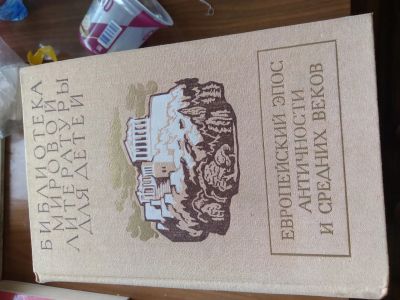 БИБЛИОТЕКА
МИРОВОЙ
ЛИТЕРАТУРЫ
ДЛЯ ДЕТЕЙ
ЕВРОПЕЙСКИЙ ЭПОС
АНТИЧНОСТИ
И СРЕДНИХ ВЕКОВ